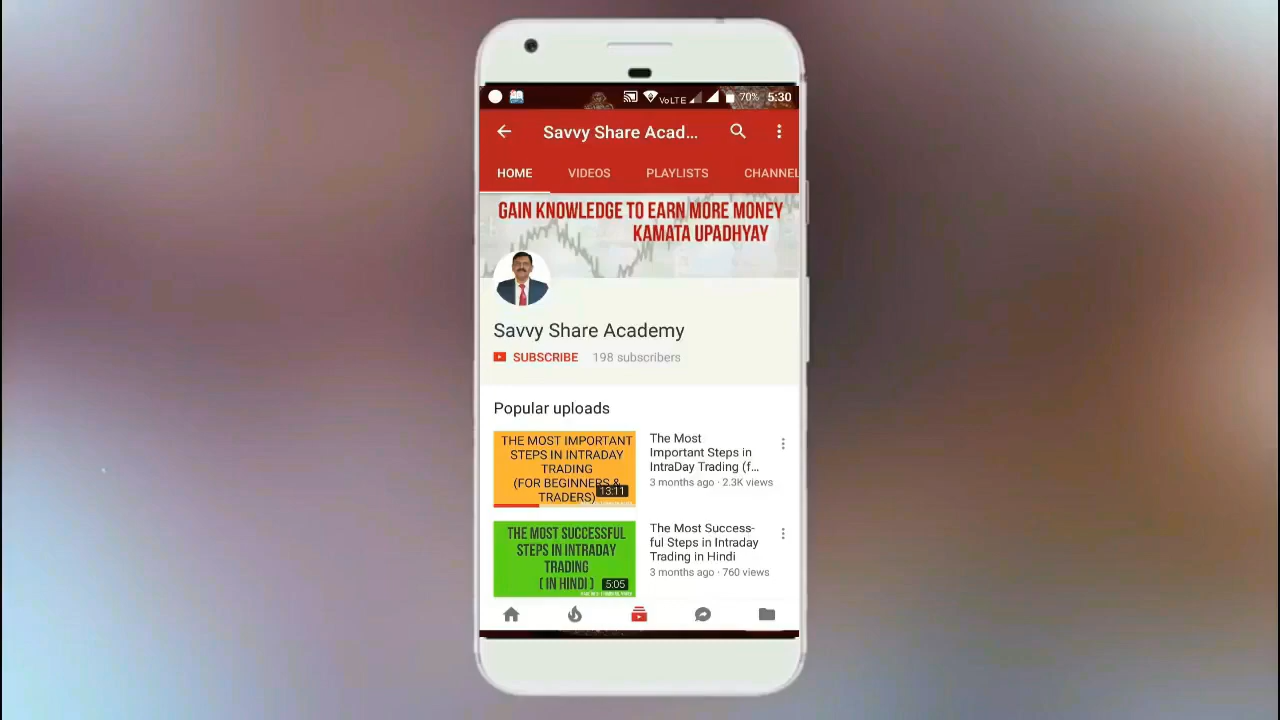 VoLTE 70% 5:30
Savvy Share Acad...
HOME VIDEOS PLAYLISTS CHANNEL
GAIN KNOWLEDGE TO EARN MORE MONEY
KAMATA UPADHYAY
Savvy Share Academy
SUBSCRIBE 198 subscribers
Popular uploads
THE MOST IMPORTANT
STEPS IN INTRADAY
TRADING
(FOR BEGINNERS &
TRADERS)
13:11
The Most
Important Steps in
IntraDay Trading (f...
3 months ago · 2.3K views
THE MOST SUCCESSFUL
STEPS IN INTRADAY
TRADING
( IN HINDI )
5:05
The Most Success-
ful Steps in Intraday
Trading in Hindi
3 months ago · 760 views